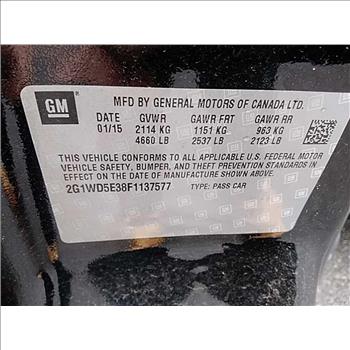 GM
MFD BY GENERAL MOTORS OF CANADA LTD.
DATE GVWR GAWR FRT GAWR RR
01/15 2114 KG 1151 KG 963 KG
4660 LB 2537 LB 2123 LB
THIS VEHICLE CONFORMS TO ALL APPLICABLE U.S. FEDERAL MOTOR
VEHICLE SAFETY, BUMPER, AND THEFT PREVENTION STANDARDS IN
EFFECT ON THE DATE OF MANUFACTURE SHOWN ABOVE.
2G1WD5E38F1137577 TYPE: PASS CAR